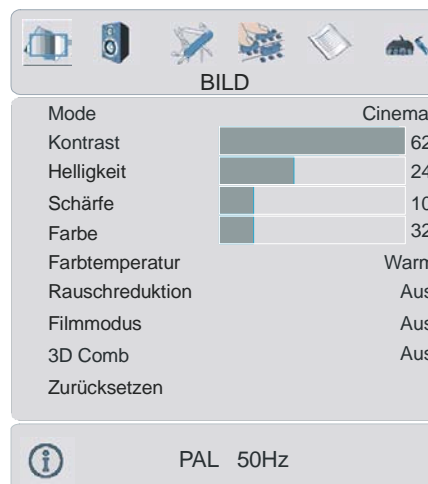 BILD
Mode Cinema
Kontrast 62
Helligkeit 24
Schärfe 10
Farbe 32
Farbtemperatur Warm
Rauschreduktion Aus
Filmmodus Aus
3D Comb Aus
Zurücksetzen
PAL 50Hz